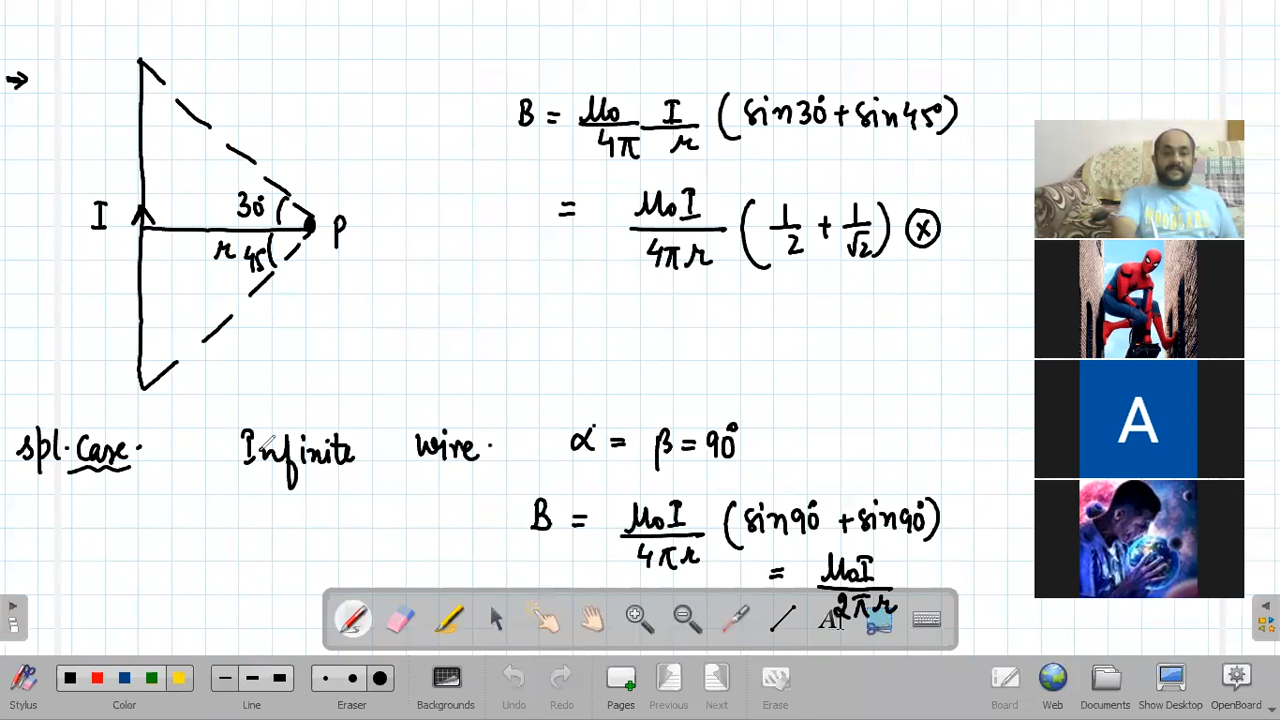 →
B = μ₀/4π I/r (sin30° + sin45°)
I 30° P
r 45°
= μ₀I/4πr (1/2 + 1/√2) ⊗
spl. Case. Infinite wire. α = β = 90°
B = μ₀I/4πr (sin90° + sin90°)
= μ₀I/2πr
A
Stylus Color Line Eraser Backgrounds Undo Redo Pages Previous Next Erase Board Web Documents Show Desktop OpenBoard